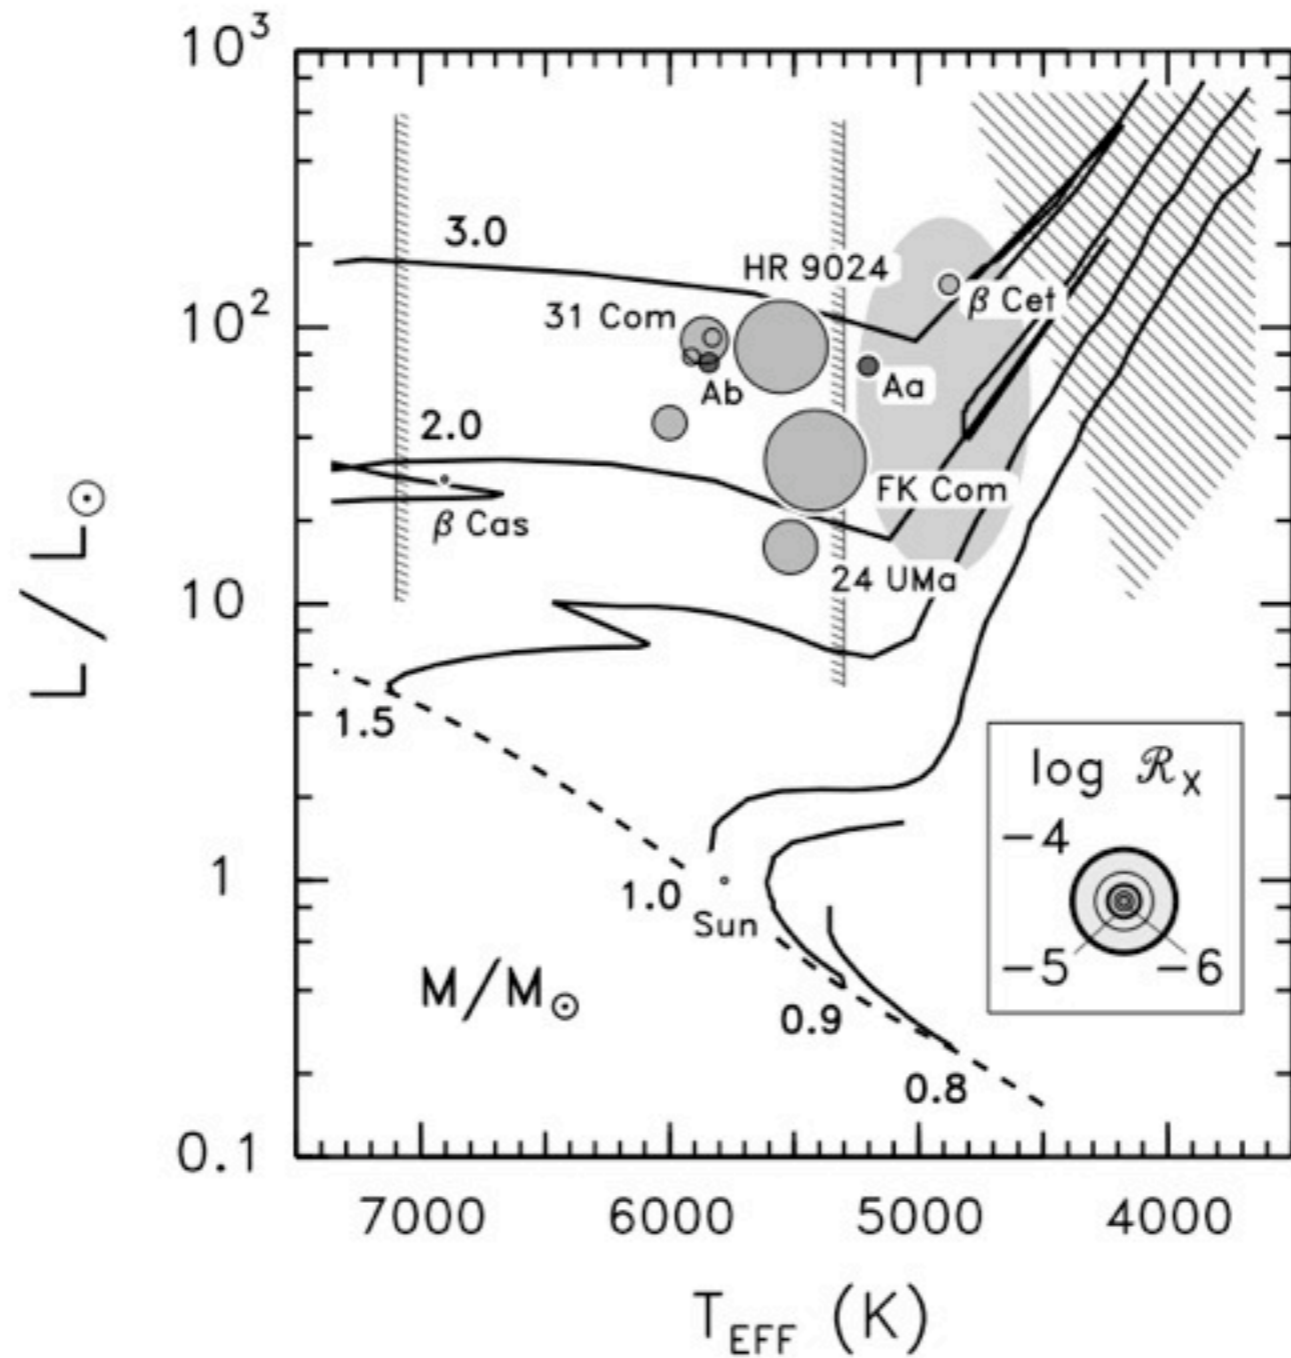 10³
3.0
HR 9024
31 Com
β Cet
10²
Ab
Aa
2.0
FK Com
β Cas
24 UMa
L/L☉
10
1.5
log ℛX
−4
1
1.0
Sun
−5
−6
M/M☉
0.9
0.8
0.1
7000
6000
5000
4000
TEFF (K)